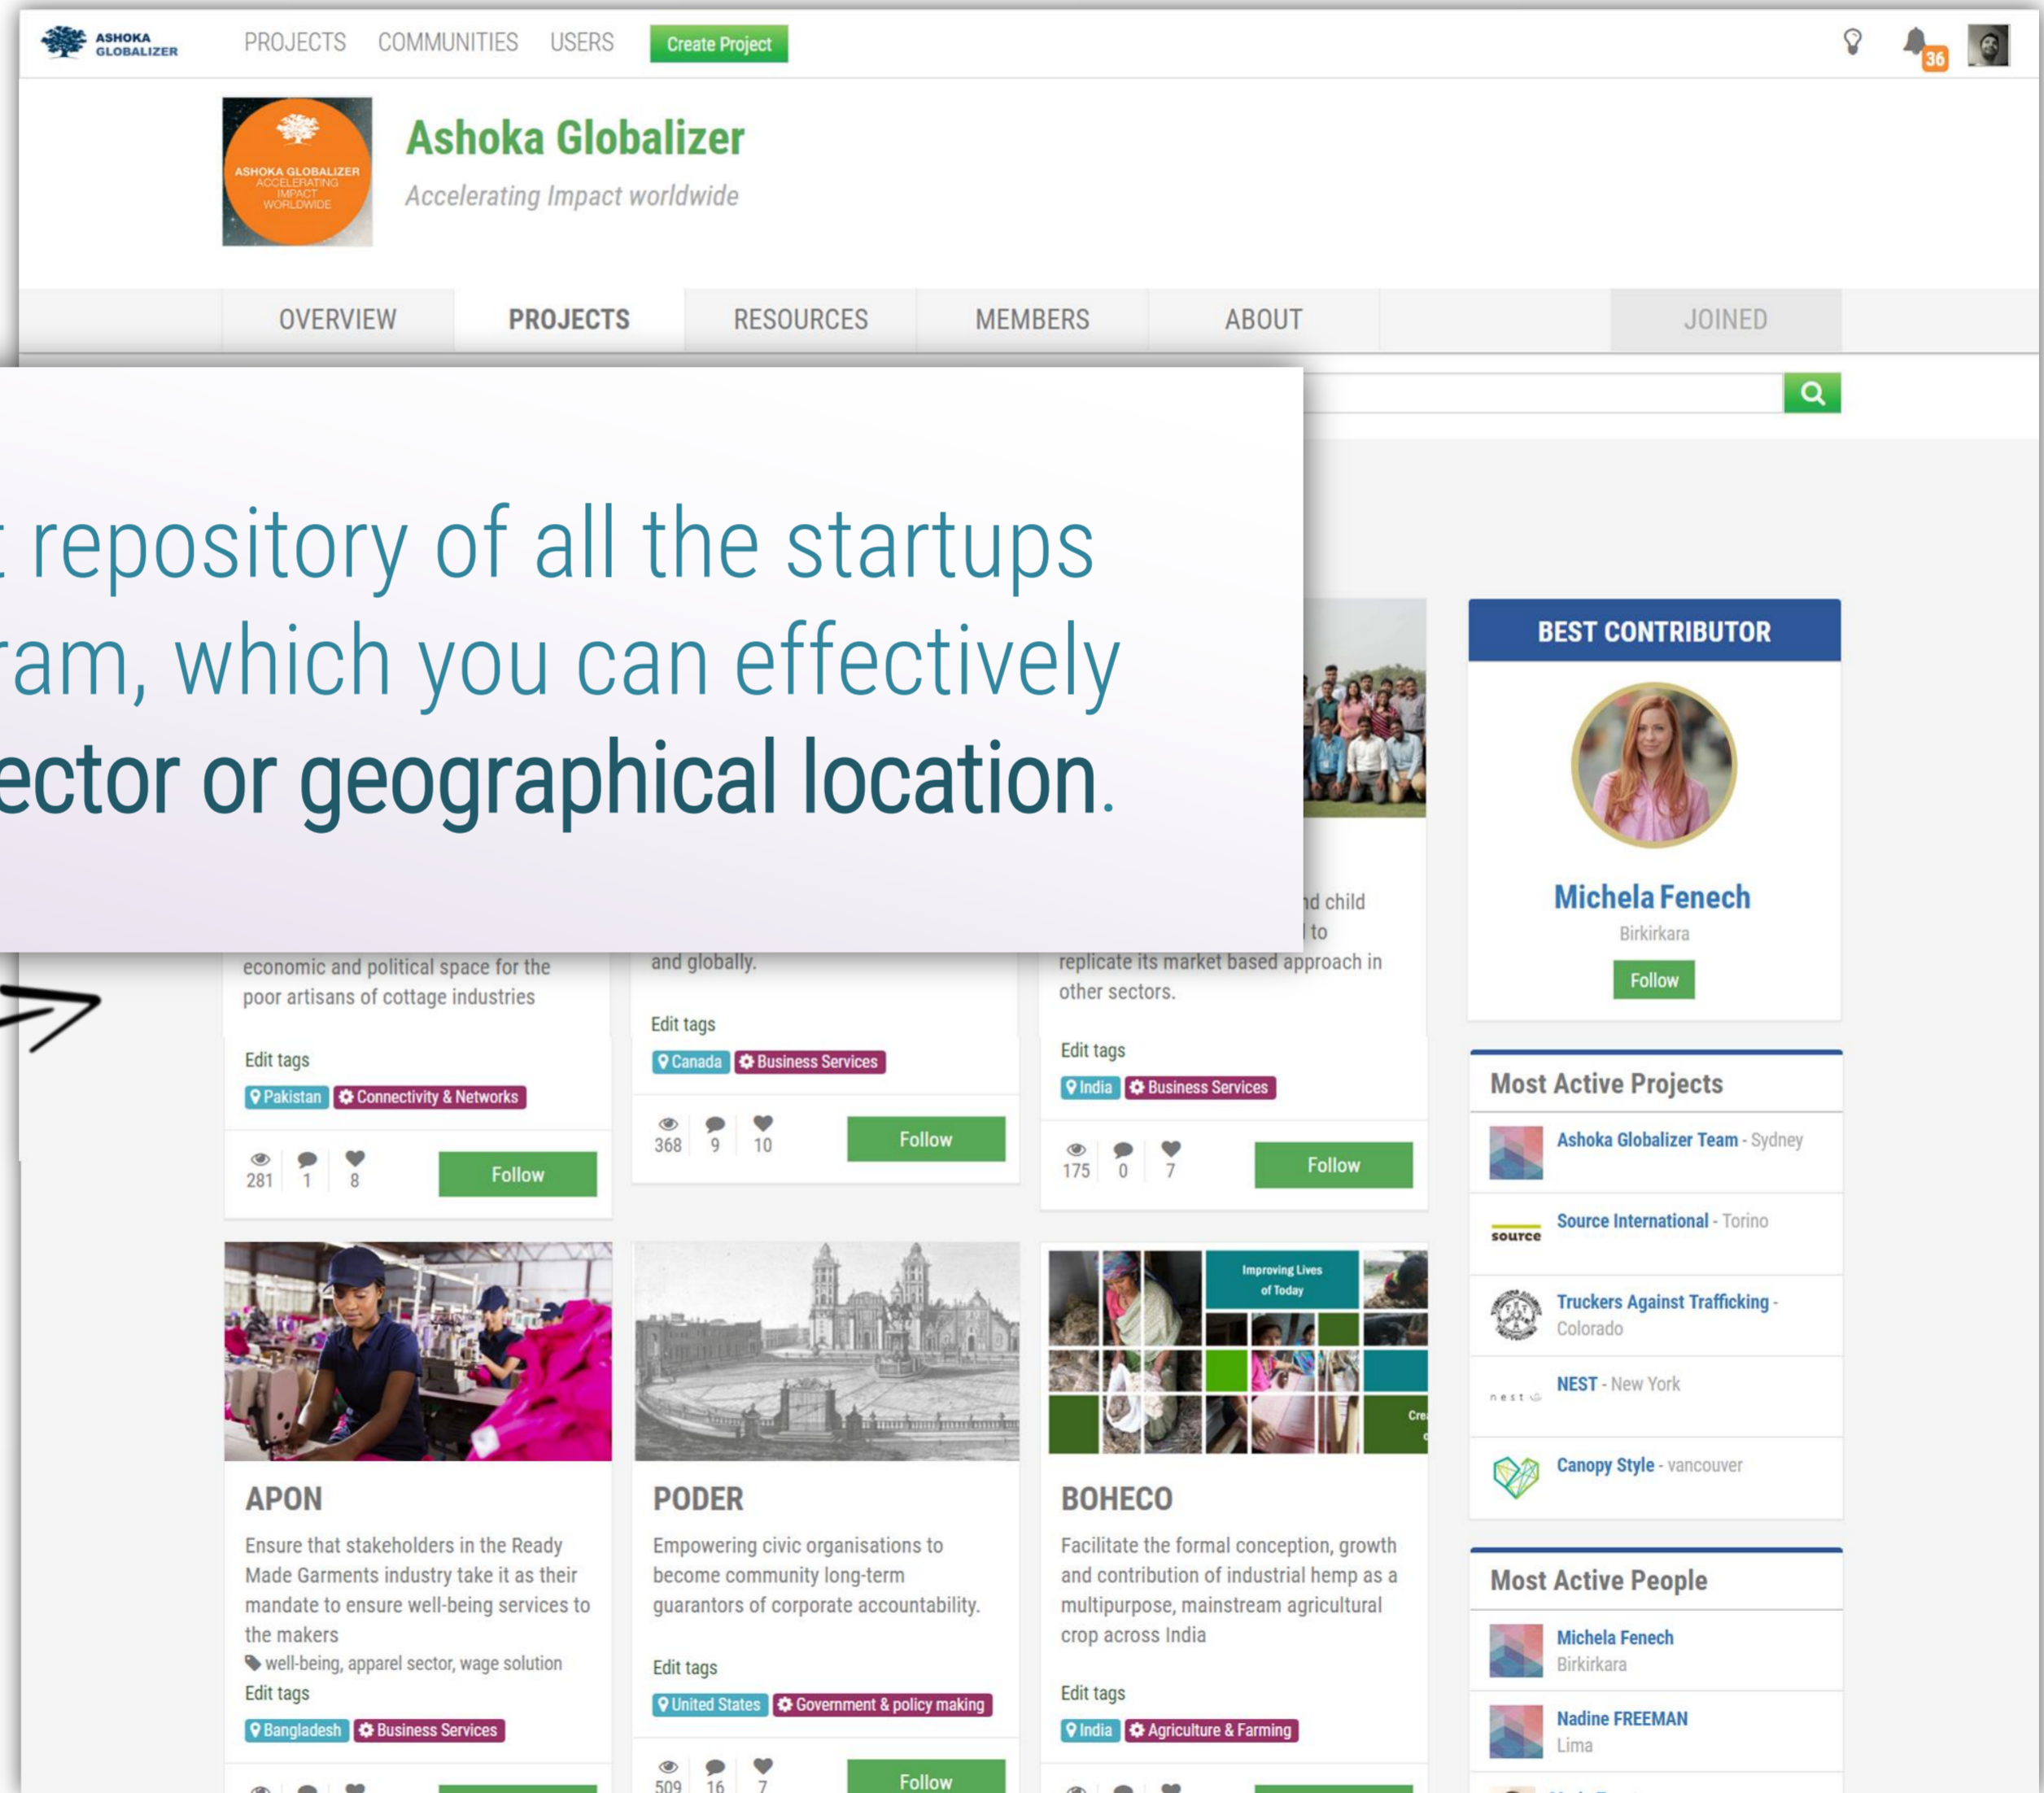 ASHOKA
GLOBALIZER
PROJECTS COMMUNITIES USERS Create Project
36
ASHOKA GLOBALIZER
ACCELERATING
IMPACT
WORLDWIDE
Ashoka Globalizer
Accelerating Impact worldwide
OVERVIEW PROJECTS RESOURCES MEMBERS ABOUT JOINED
repository of all the startups
which you can effectively
or geographical location.
economic and political space for the
poor artisans of cottage industries
Edit tags
Pakistan Connectivity & Networks
281 1 8 Follow
and globally.
Edit tags
Canada Business Services
368 9 10 Follow
child
to
replicate its market based approach in
other sectors.
Edit tags
India Business Services
175 0 7 Follow
APON
Ensure that stakeholders in the Ready
Made Garments industry take it as their
mandate to ensure well-being services to
the makers
well-being, apparel sector, wage solution
Edit tags
Bangladesh Business Services
PODER
Empowering civic organisations to
become community long-term
guarantors of corporate accountability.
Edit tags
United States Government & policy making
509 16 7 Follow
Improving Lives
of Today
BOHECO
Facilitate the formal conception, growth
and contribution of industrial hemp as a
multipurpose, mainstream agricultural
crop across India
Edit tags
India Agriculture & Farming
BEST CONTRIBUTOR
Michela Fenech
Birkirkara
Follow
Most Active Projects
Ashoka Globalizer Team - Sydney
source
Source International - Torino
Truckers Against Trafficking -
Colorado
nest
NEST - New York
Canopy Style - vancouver
Most Active People
Michela Fenech
Birkirkara
Nadine FREEMAN
Lima